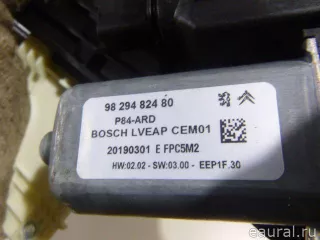 98 294 824 80
P84-ARD
BOSCH LVEAP CEM01
20190301 E FPC5M2
HW:02.02 - SW:03.00 - EEP1F.30
eaural.ru